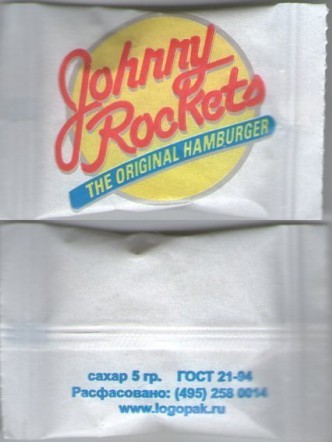 Johnny
Rockets
THE ORIGINAL HAMBURGER
сахар 5 гр. ГОСТ 21-94
Расфасовано: (495) 258 0014
www.logopak.ru